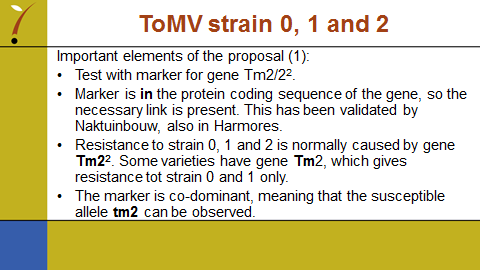 ToMV strain 0, 1 and 2
Important elements of the proposal (1):
• Test with marker for gene Tm2/2².
• Marker is in the protein coding sequence of the gene, so the
necessary link is present. This has been validated by
Naktuinbouw, also in Harmores.
• Resistance to strain 0, 1 and 2 is normally caused by gene
Tm2². Some varieties have gene Tm2, which gives
resistance tot strain 0 and 1 only.
• The marker is co-dominant, meaning that the susceptible
allele tm2 can be observed.